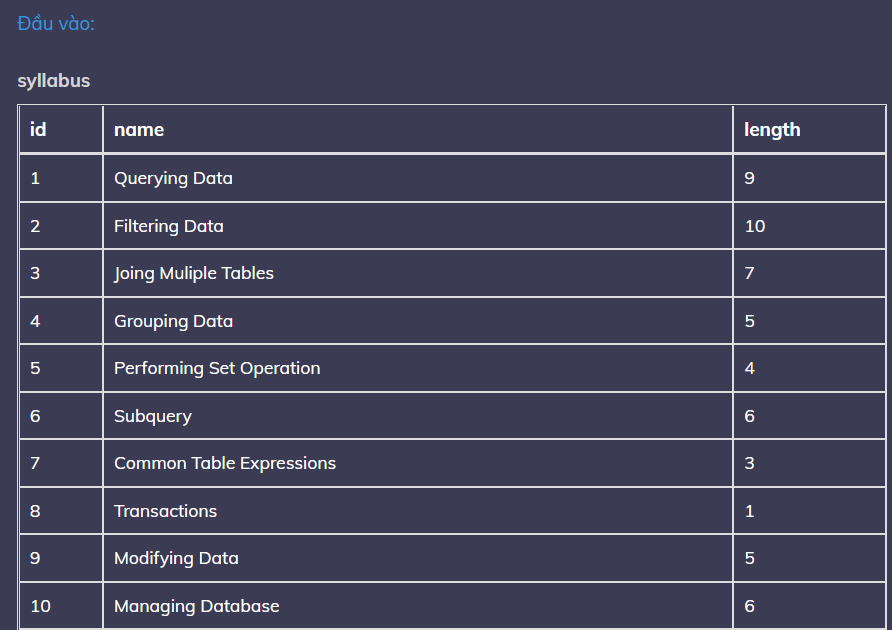 Đầu vào:
syllabus
id name length
1 Querying Data 9
2 Filtering Data 10
3 Joing Muliple Tables 7
4 Grouping Data 5
5 Performing Set Operation 4
6 Subquery 6
7 Common Table Expressions 3
8 Transactions 1
9 Modifying Data 5
10 Managing Database 6